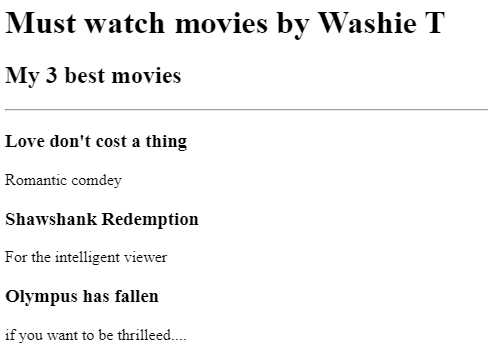 Must watch movies by Washie T
My 3 best movies
Love don't cost a thing
Romantic comdey
Shawshank Redemption
For the intelligent viewer
Olympus has fallen
if you want to be thrilleed....